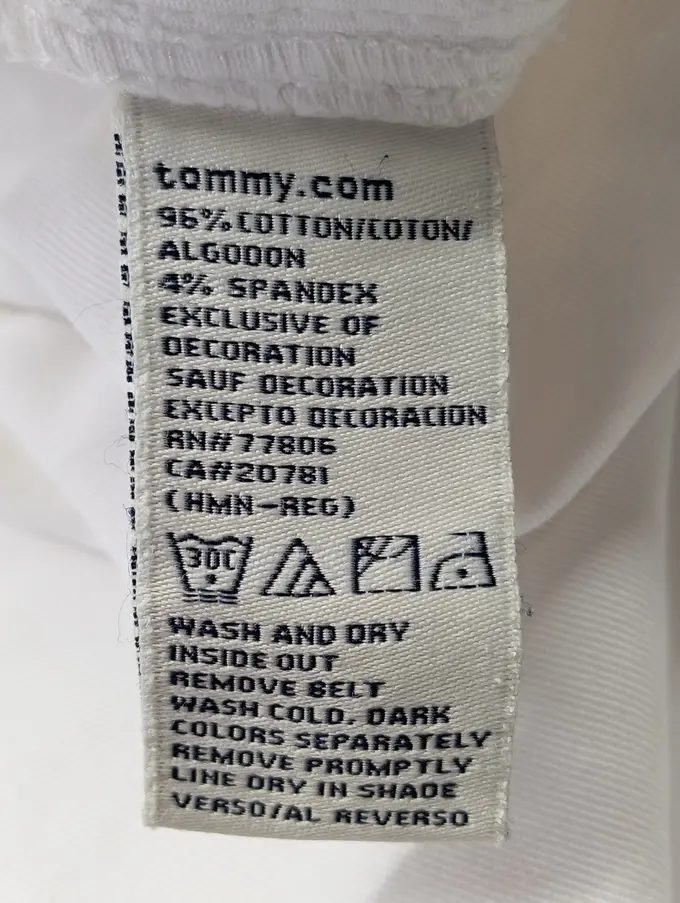 tommy.com
96% COTTON/COTON/
ALGODON
4% SPANDEX
EXCLUSIVE OF
DECORATION
SAUF DECORATION
EXCEPTO DECORACION
RN#77806
CA#20781
(HMN-REG)
30C
WASH AND DRY
INSIDE OUT
REMOVE BELT
WASH COLD. DARK
COLORS SEPARATELY
REMOVE PROMPTLY
LINE DRY IN SHADE
VERSO/AL REVERSO